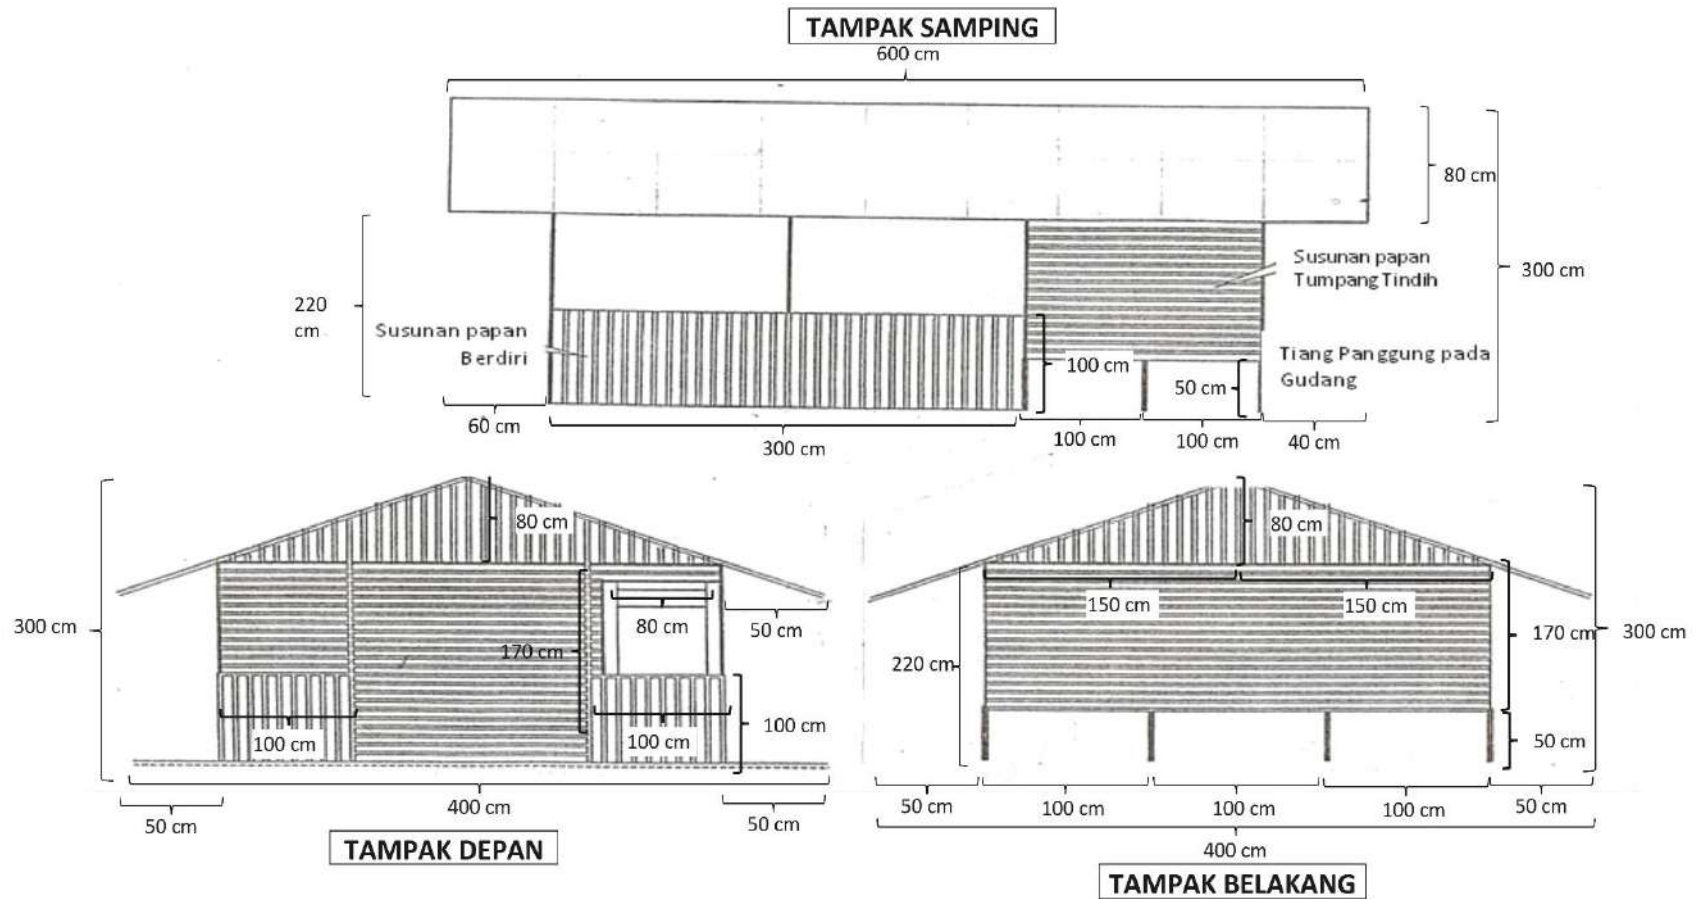 TAMPAK SAMPING
600 cm
80 cm
300 cm
220
cm
Susunan papan
Berdiri
Susunan papan
Tumpang Tindih
Tiang Panggung pada
Gudang
100 cm
50 cm
60 cm
300 cm
100 cm
100 cm
40 cm
80 cm
300 cm
170 cm
80 cm
50 cm
100 cm
100 cm
100 cm
50 cm
400 cm
50 cm
TAMPAK DEPAN
80 cm
150 cm
150 cm
170 cm
300 cm
220 cm
50 cm
50 cm
100 cm
100 cm
100 cm
50 cm
400 cm
TAMPAK BELAKANG